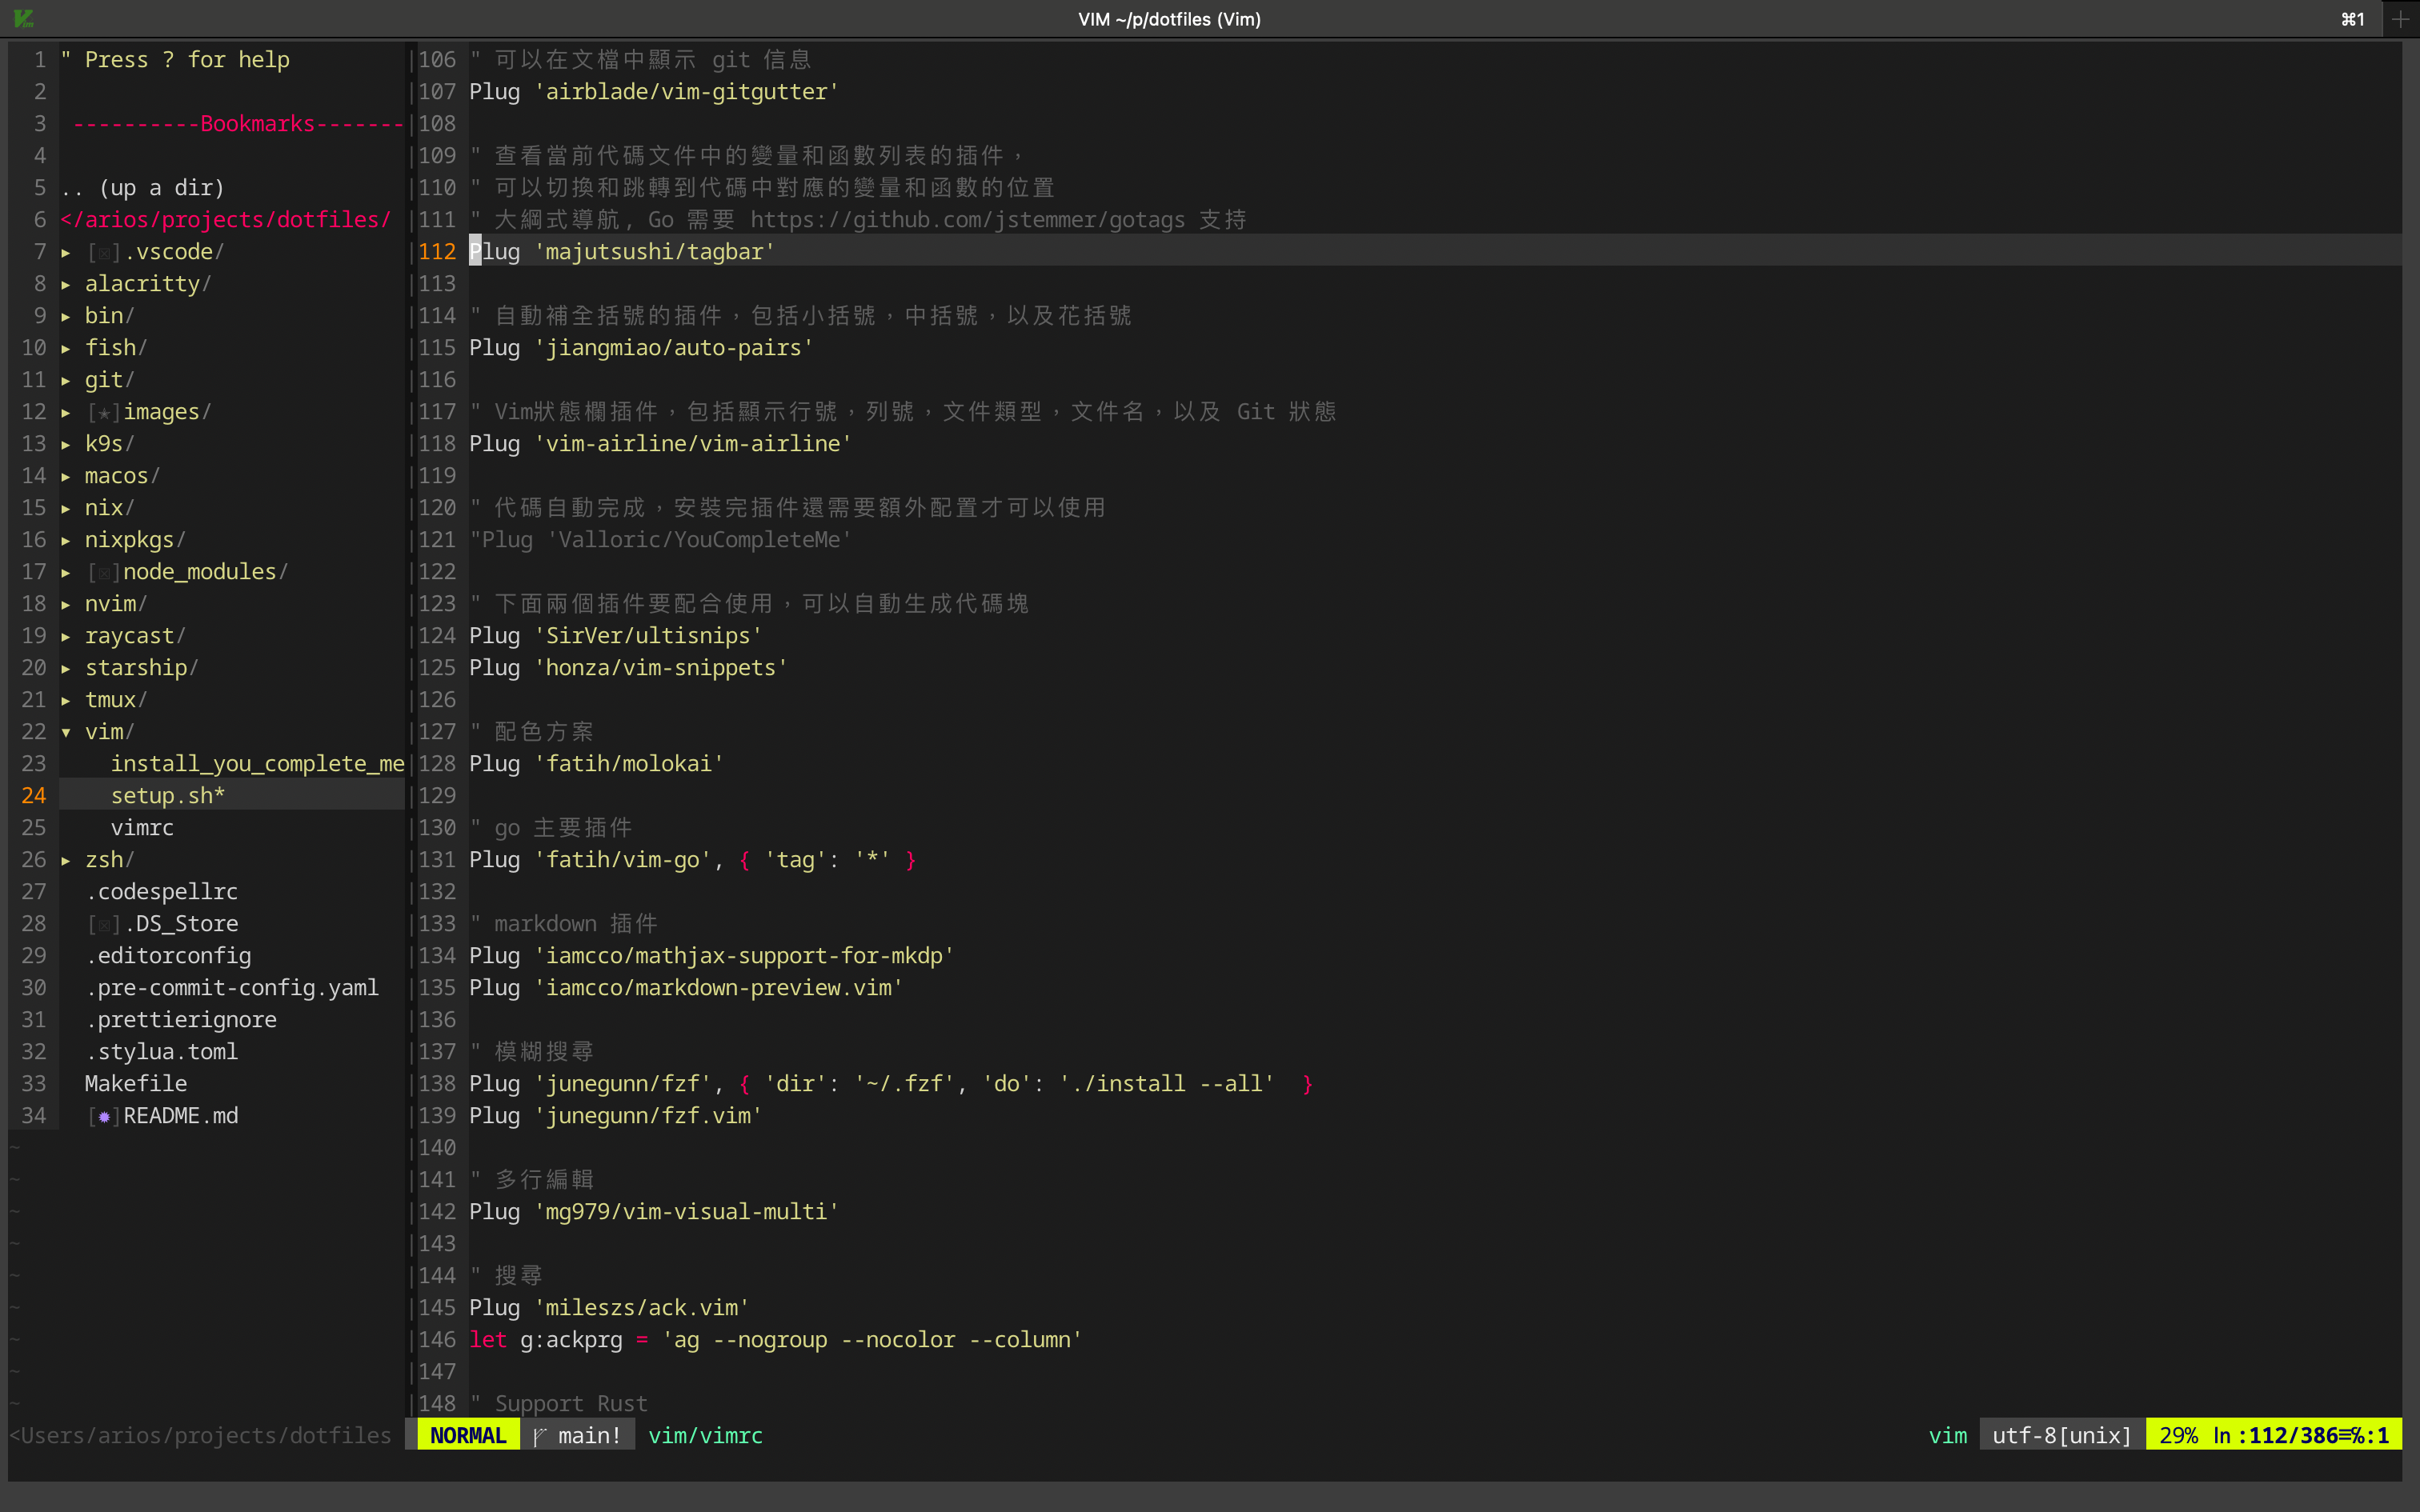 VIM ~/p/dotfiles (Vim) ⌘1
1 " Press ? for help
2
3 ----------Bookmarks-------
4
5 .. (up a dir)
6 </arios/projects/dotfiles/
7 ▸ [☒].vscode/
8 ▸ alacritty/
9 ▸ bin/
10 ▸ fish/
11 ▸ git/
12 ▸ [★]images/
13 ▸ k9s/
14 ▸ macos/
15 ▸ nix/
16 ▸ nixpkgs/
17 ▸ [☒]node_modules/
18 ▸ nvim/
19 ▸ raycast/
20 ▸ starship/
21 ▸ tmux/
22 ▾ vim/
23 install_you_complete_me
24 setup.sh*
25 vimrc
26 ▸ zsh/
27 .codespellrc
28 [☒].DS_Store
29 .editorconfig
30 .pre-commit-config.yaml
31 .prettierignore
32 .stylua.toml
33 Makefile
34 [✹]README.md
~
~
~
~
~
~
~
~
~
<Users/arios/projects/dotfiles
106 " 可以在文檔中顯示 git 信息
107 Plug 'airblade/vim-gitgutter'
108
109 " 查看當前代碼文件中的變量和函數列表的插件，
110 " 可以切換和跳轉到代碼中對應的變量和函數的位置
111 " 大綱式導航, Go 需要 https://github.com/jstemmer/gotags 支持
112 Plug 'majutsushi/tagbar'
113
114 " 自動補全括號的插件，包括小括號，中括號，以及花括號
115 Plug 'jiangmiao/auto-pairs'
116
117 " Vim狀態欄插件，包括顯示行號，列號，文件類型，文件名，以及 Git 狀態
118 Plug 'vim-airline/vim-airline'
119
120 " 代碼自動完成，安裝完插件還需要額外配置才可以使用
121 "Plug 'Valloric/YouCompleteMe'
122
123 " 下面兩個插件要配合使用，可以自動生成代碼塊
124 Plug 'SirVer/ultisnips'
125 Plug 'honza/vim-snippets'
126
127 " 配色方案
128 Plug 'fatih/molokai'
129
130 " go 主要插件
131 Plug 'fatih/vim-go', { 'tag': '*' }
132
133 " markdown 插件
134 Plug 'iamcco/mathjax-support-for-mkdp'
135 Plug 'iamcco/markdown-preview.vim'
136
137 " 模糊搜尋
138 Plug 'junegunn/fzf', { 'dir': '~/.fzf', 'do': './install --all'  }
139 Plug 'junegunn/fzf.vim'
140
141 " 多行編輯
142 Plug 'mg979/vim-visual-multi'
143
144 " 搜尋
145 Plug 'mileszs/ack.vim'
146 let g:ackprg = 'ag --nogroup --nocolor --column'
147
148 " Support Rust
NORMAL main! vim/vimrc vim utf-8[unix] 29% ln :112/386≡℅:1